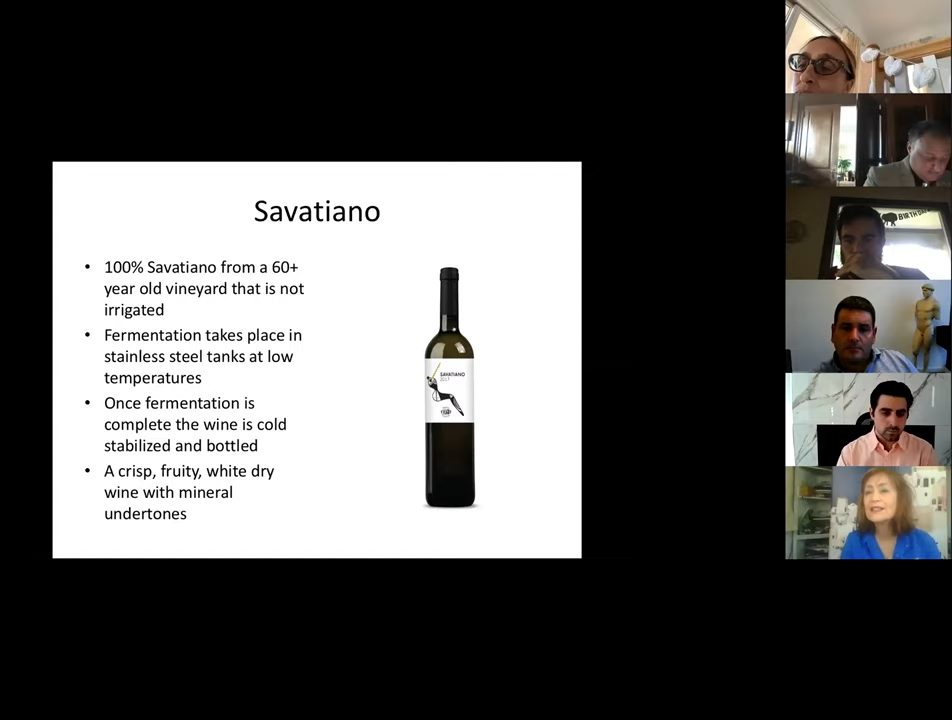 Savatiano
• 100% Savatiano from a 60+
year old vineyard that is not
irrigated
• Fermentation takes place in
stainless steel tanks at low
temperatures
• Once fermentation is
complete the wine is cold
stabilized and bottled
• A crisp, fruity, white dry
wine with mineral
undertones
SAVATIANO
2017
BIRTHDA